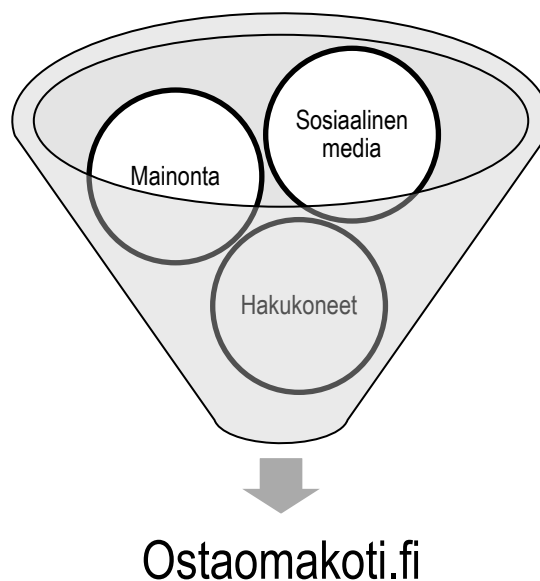 Sosiaalinen
media
Mainonta
Hakukoneet
Ostaomakoti.fi